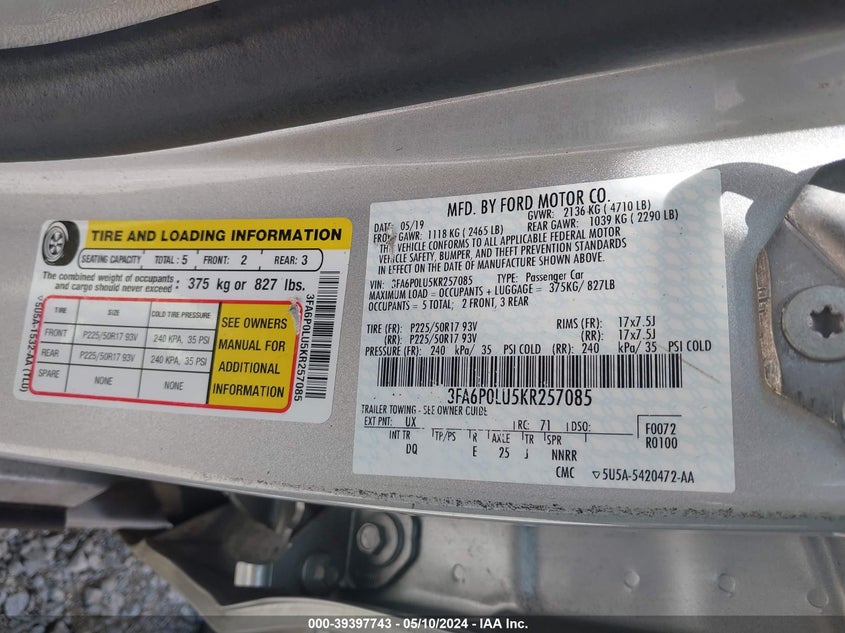 TIRE AND LOADING INFORMATION
SEATING CAPACITY TOTAL: 5 FRONT: 2 REAR: 3
The combined weight of occupants and cargo should never exceed: 375 kg or 827 lbs.
TIRE SIZE COLD TIRE PRESSURE
FRONT P225/50R17 93V 240 KPA, 35 PSI
REAR P225/50R17 93V 240 KPA, 35 PSI
SPARE NONE NONE
SEE OWNERS
MANUAL FOR
ADDITIONAL
INFORMATION
3FA6P0LU5KR257085
MFD. BY FORD MOTOR CO.
DATE: 05/19 GVWR: 2136 KG ( 4710 LB)
FRONT GAWR: 1118 KG ( 2465 LB) REAR GAWR: 1039 KG ( 2290 LB)
THIS VEHICLE CONFORMS TO ALL APPLICABLE FEDERAL MOTOR
VEHICLE SAFETY, BUMPER, AND THEFT PREVENTION STANDARDS
IN EFFECT ON THE DATE OF MANUFACTURE SHOWN ABOVE.
VIN: 3FA6P0LU5KR257085 TYPE: Passenger Car
MAXIMUM LOAD = OCCUPANTS + LUGGAGE = 375KG/ 827LB
OCCUPANTS = 5 TOTAL; 2 FRONT, 3 REAR
TIRE (FR): P225/50R17 93V RIMS (FR): 17x7.5J
(RR): P225/50R17 93V (RR): 17x7.5J
PRESSURE (FR): 240 kPa/ 35 PSI COLD (RR): 240 kPa/ 35 PSI COLD
3FA6P0LU5KR257085
TRAILER TOWING - SEE OWNER GUIDE
EXT PNT: UX RC: 71 DSO: F0072
INT TR TP/PS R AXLE TR SPR R0100
DQ E 25 J NNRR
CMC ▽5U5A-5420472-AA
000-39397743 - 05/10/2024 - IAA Inc.